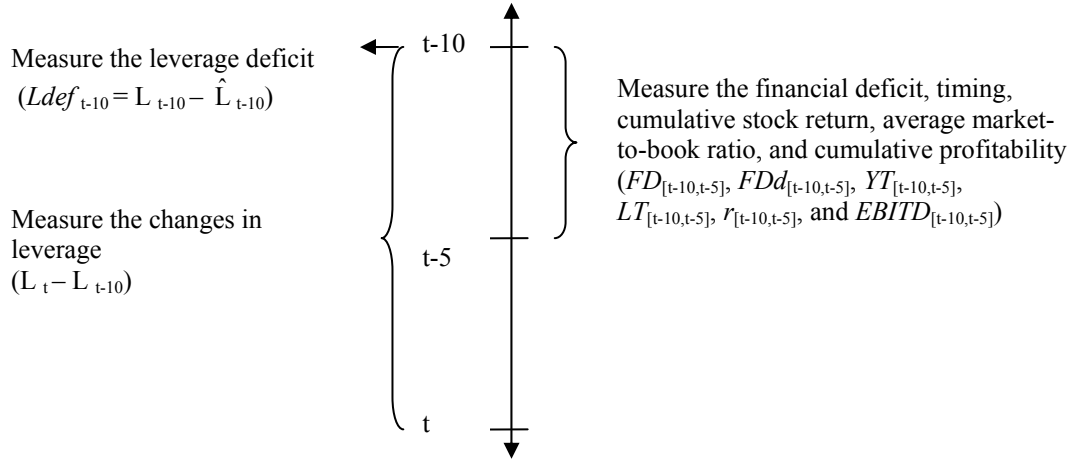 Measure the leverage deficit
(Ldef t-10 = L t-10 – L̂ t-10)
Measure the changes in
leverage
(L t – L t-10)
t-10
t-5
t
Measure the financial deficit, timing,
cumulative stock return, average market-
to-book ratio, and cumulative profitability
(FD[t-10,t-5], FDd[t-10,t-5], YT[t-10,t-5],
LT[t-10,t-5], r[t-10,t-5], and EBITD[t-10,t-5])